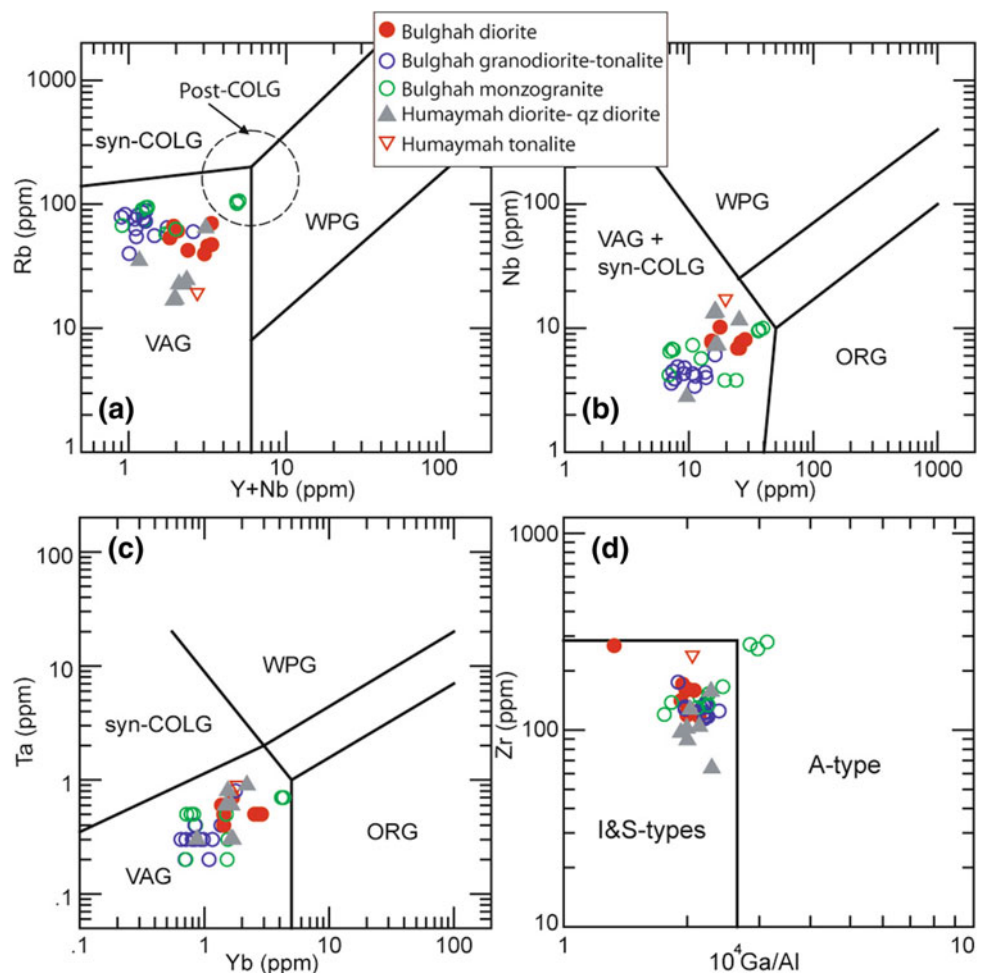 Bulghah diorite
Bulghah granodiorite-tonalite
Bulghah monzogranite
Humaymah diorite- qz diorite
Humaymah tonalite
1000
100
10
1
Rb (ppm)
Post-COLG
syn-COLG
WPG
VAG
(a)
1
10
100
Y+Nb (ppm)
100
10
1
Nb (ppm)
WPG
VAG +
syn-COLG
ORG
(b)
1
10
100
1000
Y (ppm)
100
10
1
.1
Ta (ppm)
(c)
WPG
syn-COLG
ORG
VAG
.1
1
10
100
Yb (ppm)
1000
100
10
Zr (ppm)
(d)
A-type
I&S-types
1
10
10⁴Ga/Al